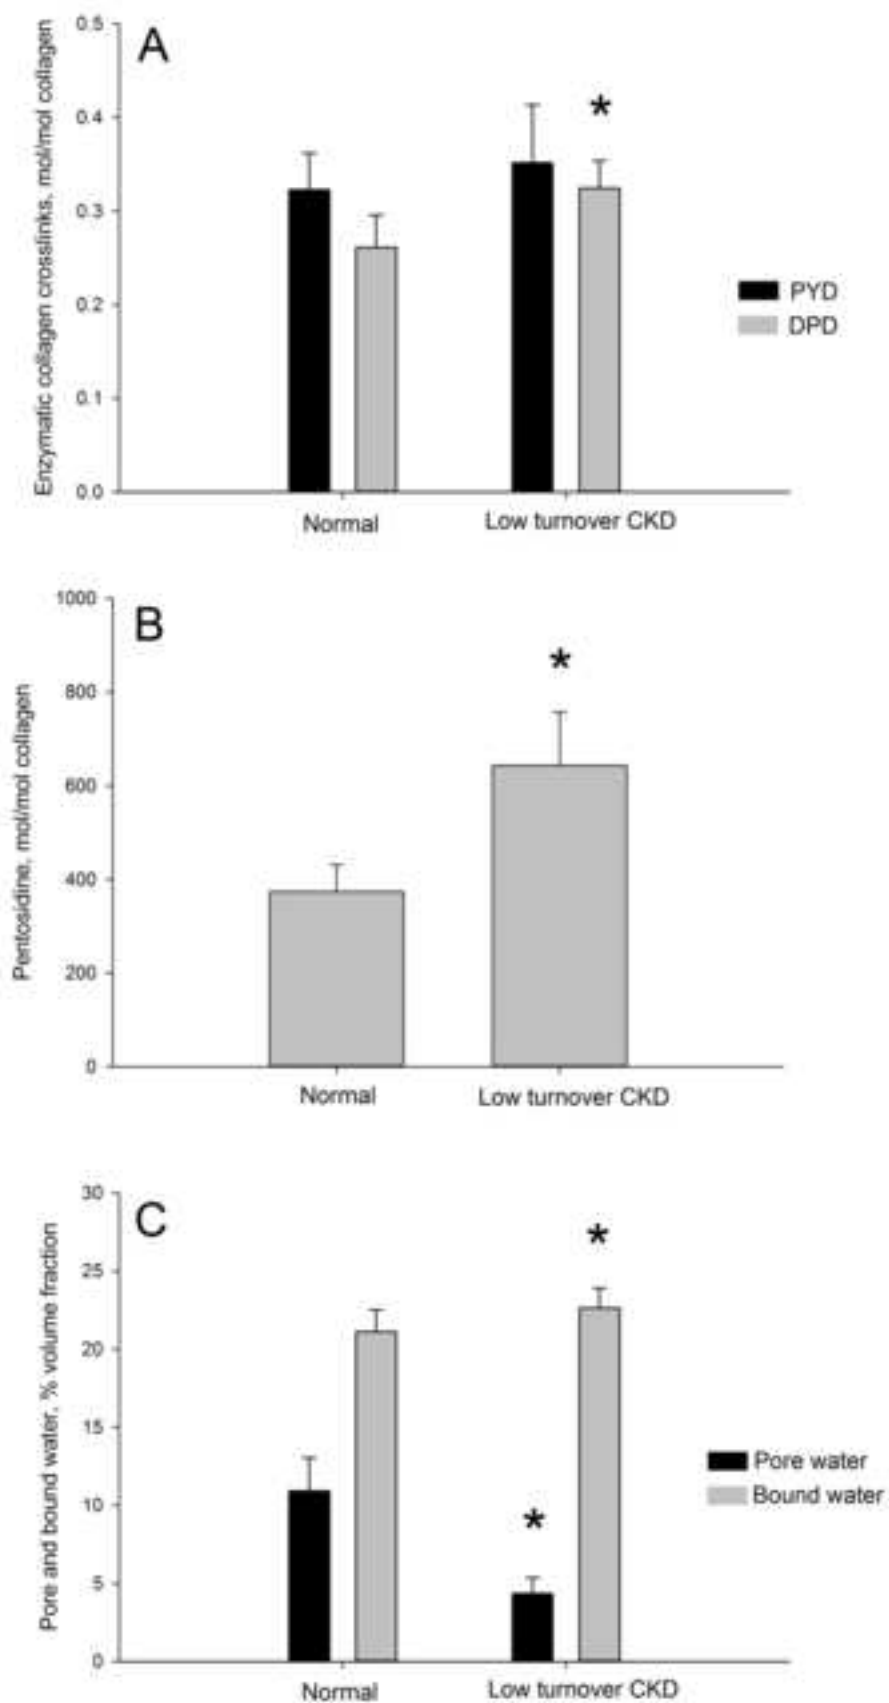 A
Enzymatic collagen crosslinks, mol/mol collagen
0.5
0.4
0.3
0.2
0.1
0.0
*
PYD
DPD
Normal
Low turnover CKD
B
Pentosidine, mol/mol collagen
1000
800
600
400
200
0
*
Normal
Low turnover CKD
C
Pore and bound water, % volume fraction
30
25
20
15
10
5
0
*
*
Pore water
Bound water
Normal
Low turnover CKD